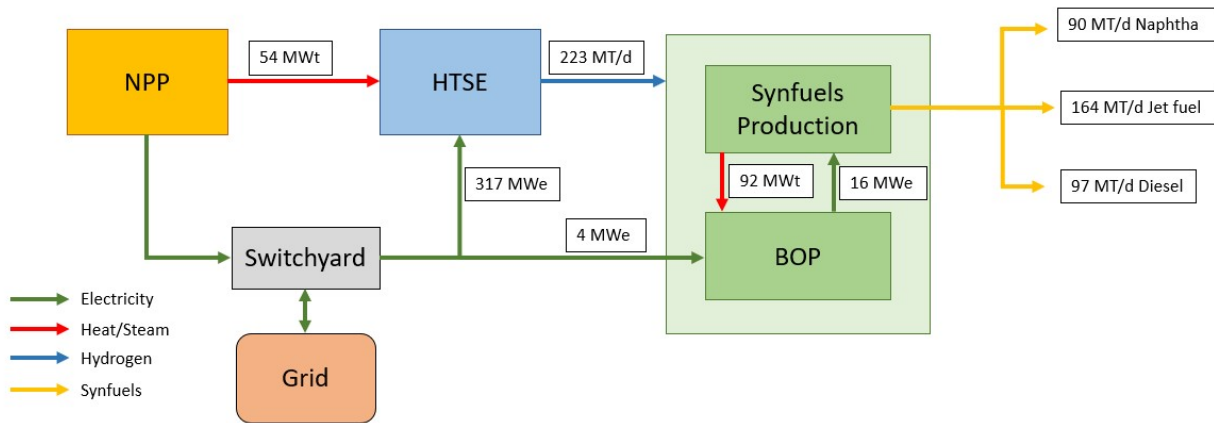 90 MT/d Naphtha
54 MWt
223 MT/d
NPP
HTSE
Synfuels
Production
164 MT/d Jet fuel
317 MWe
92 MWt
16 MWe
97 MT/d Diesel
4 MWe
Switchyard
BOP
Electricity
Heat/Steam
Hydrogen
Synfuels
Grid